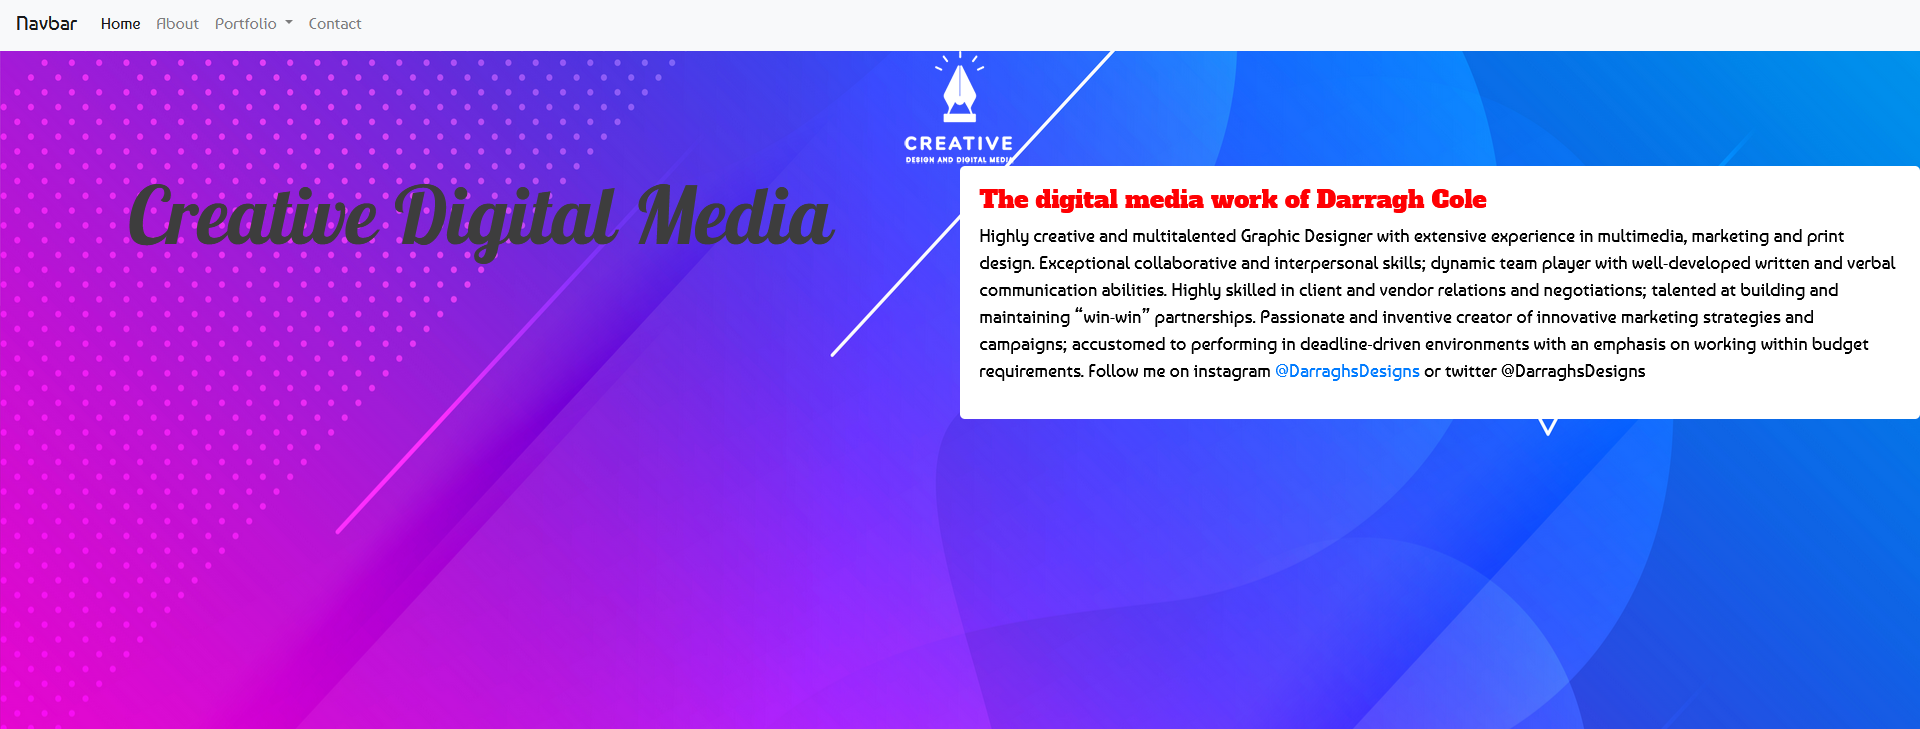 Navbar Home About Portfolio Contact
CREATIVE
DESIGN AND DIGITAL MEDIA
Creative Digital Media
The digital media work of Darragh Cole
Highly creative and multitalented Graphic Designer with extensive experience in multimedia, marketing and print
design. Exceptional collaborative and interpersonal skills; dynamic team player with well-developed written and verbal
communication abilities. Highly skilled in client and vendor relations and negotiations; talented at building and
maintaining “win-win” partnerships. Passionate and inventive creator of innovative marketing strategies and
campaigns; accustomed to performing in deadline-driven environments with an emphasis on working within budget
requirements. Follow me on instagram @DarraghsDesigns or twitter @DarraghsDesigns